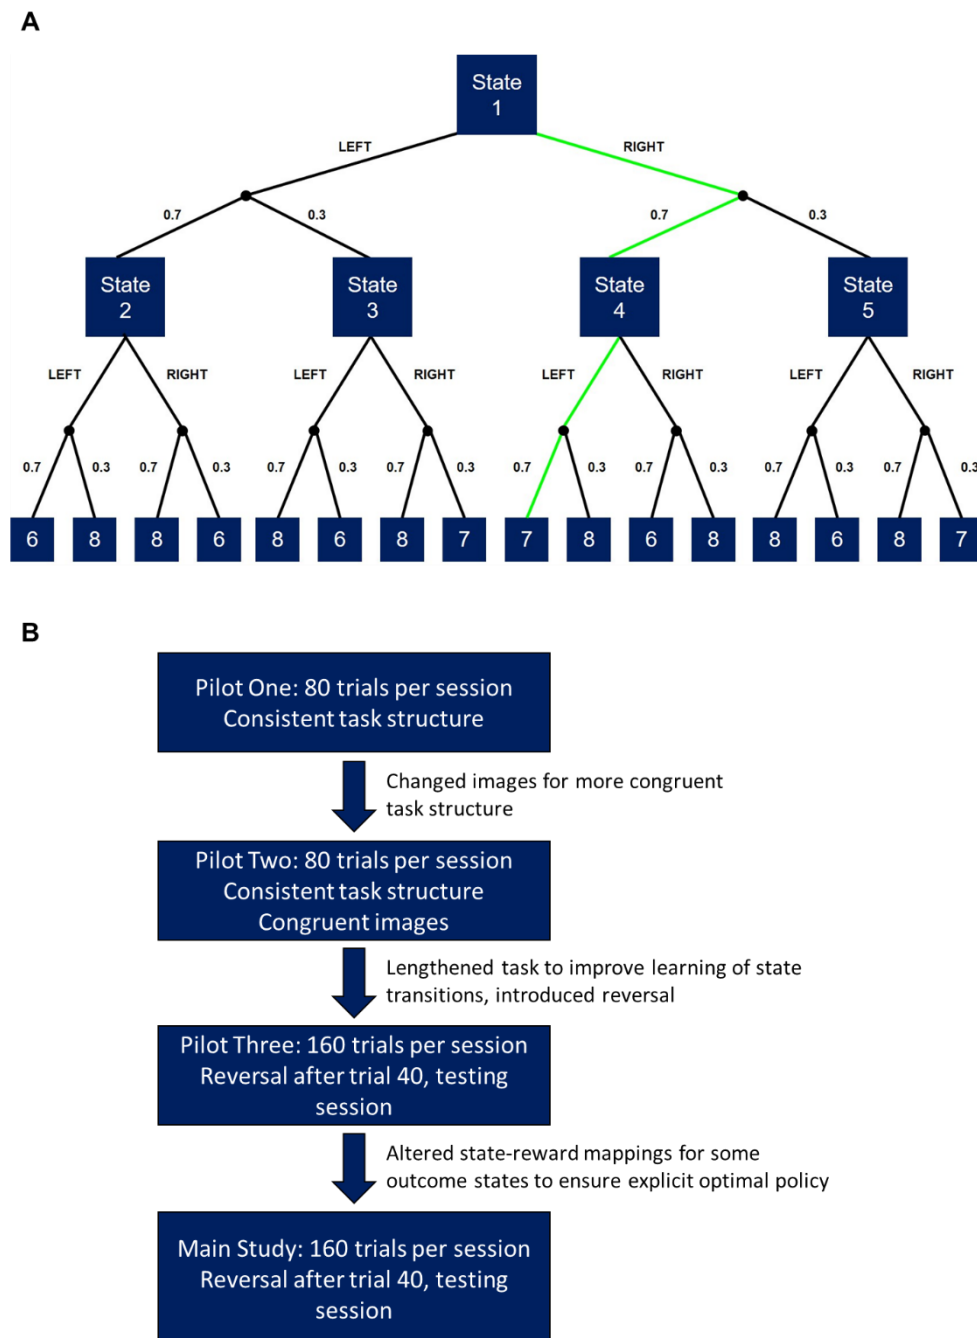 A
State
1
LEFT RIGHT
0.7 0.3 0.7 0.3
State State State State
2 3 4 5
LEFT RIGHT LEFT RIGHT LEFT RIGHT LEFT RIGHT
0.7 0.3 0.7 0.3 0.7 0.3 0.7 0.3 0.7 0.3 0.7 0.3 0.7 0.3 0.7 0.3
6 8 8 6 8 6 8 7 7 8 6 8 8 6 8 7
B
Pilot One: 80 trials per session
Consistent task structure
Changed images for more congruent
task structure
Pilot Two: 80 trials per session
Consistent task structure
Congruent images
Lengthened task to improve learning of state
transitions, introduced reversal
Pilot Three: 160 trials per session
Reversal after trial 40, testing
session
Altered state-reward mappings for some
outcome states to ensure explicit optimal policy
Main Study: 160 trials per session
Reversal after trial 40, testing
session